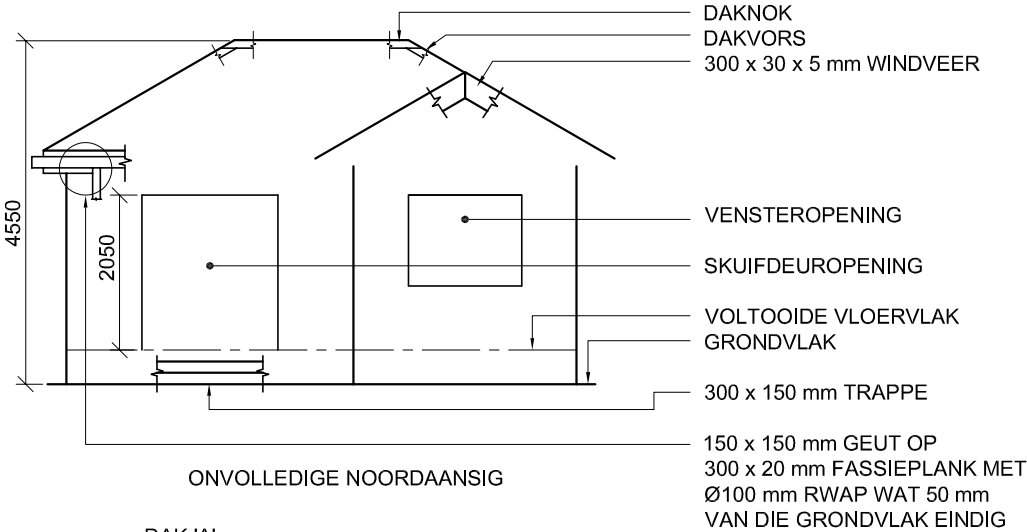 DAKNOK
DAKVORS
300 x 30 x 5 mm WINDVEER
4550
2050
VENSTEROPENING
SKUIFDEUROPENING
VOLTOOIDE VLOERVLAK
GRONDVLAK
300 x 150 mm TRAPPE
150 x 150 mm GEUT OP
300 x 20 mm FASSIEPLANK MET
Ø100 mm RWAP WAT 50 mm
VAN DIE GRONDVLAK EINDIG
ONVOLLEDIGE NOORDAANSIG